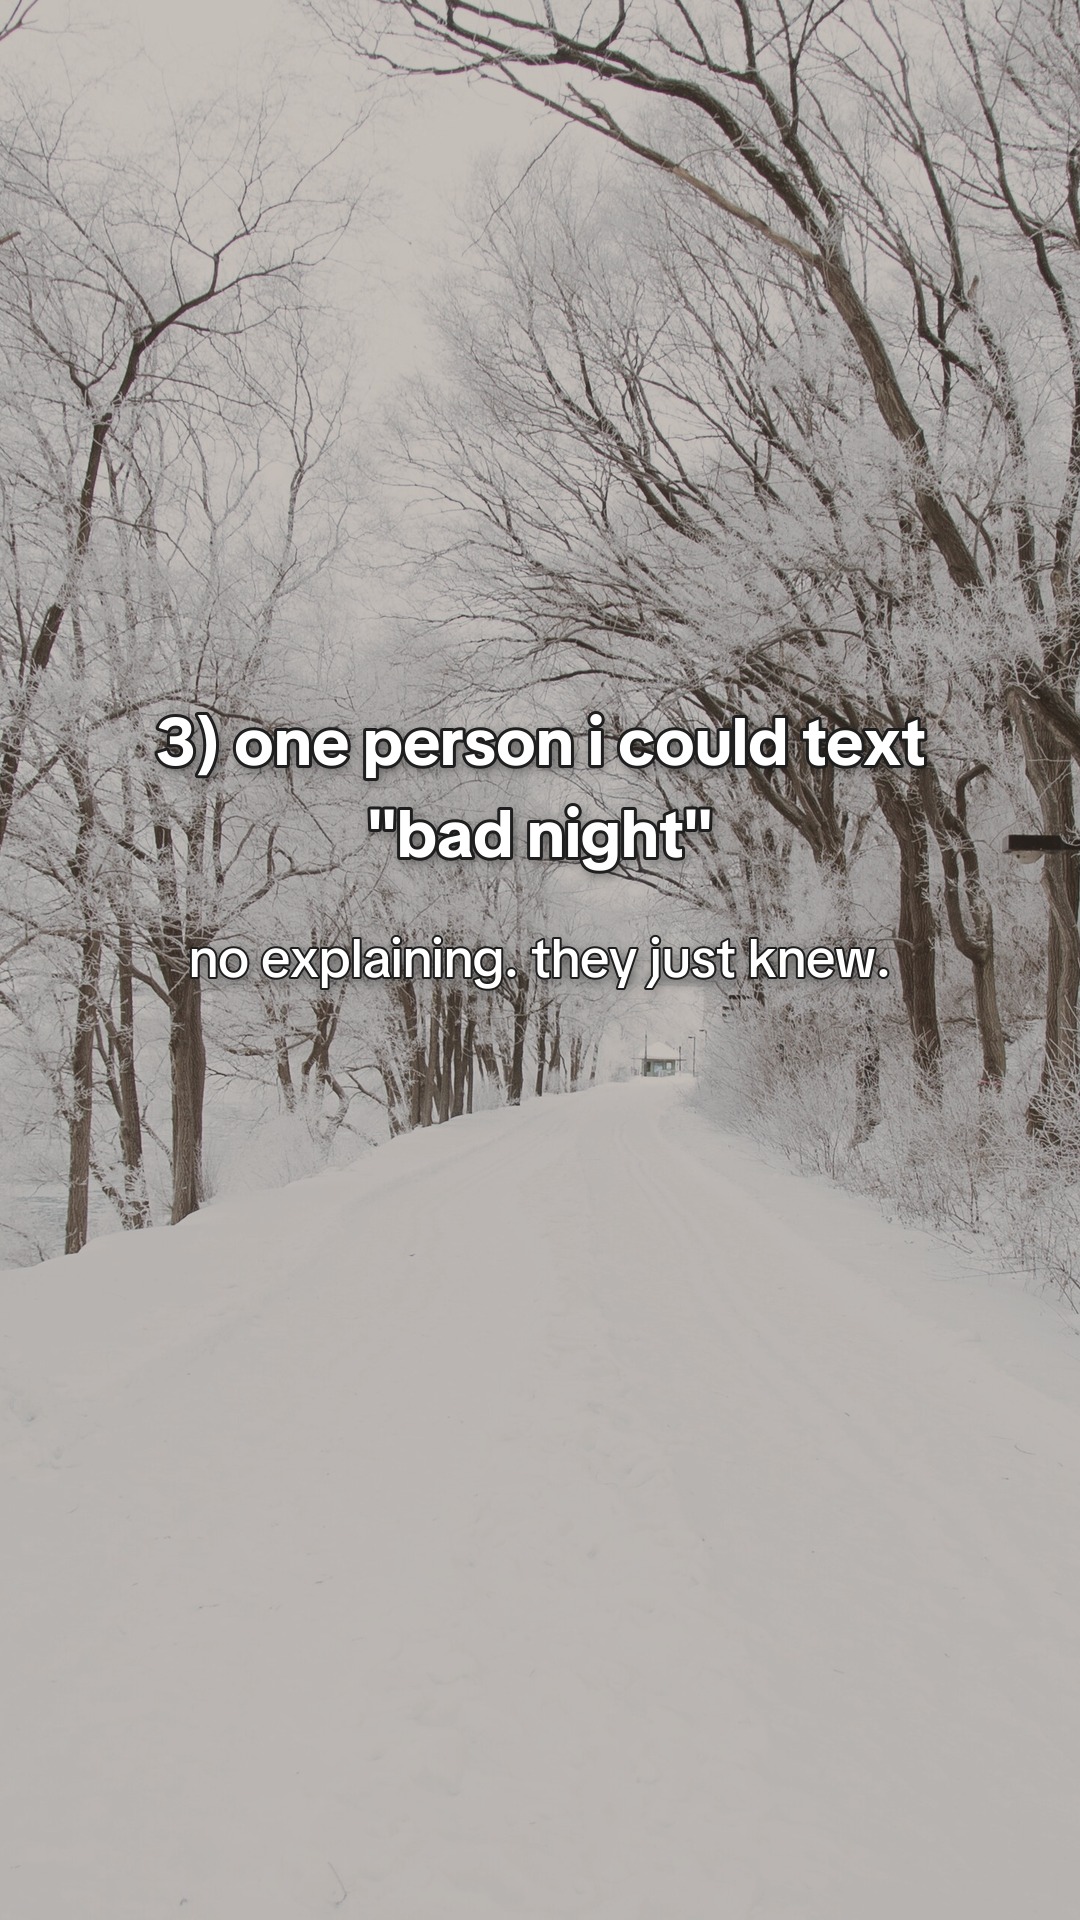 3) one person i could text
"bad night"
no explaining. they just knew.